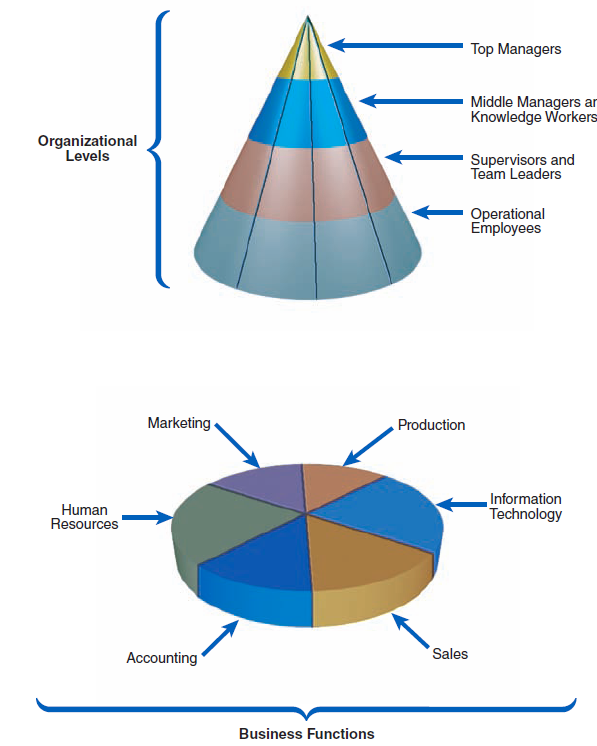 Top Managers
Middle Managers ar
Knowledge Workers
Organizational
Levels
Supervisors and
Team Leaders
Operational
Employees
Marketing
Production
Human
Resources
Information
Technology
Accounting
Sales
Business Functions